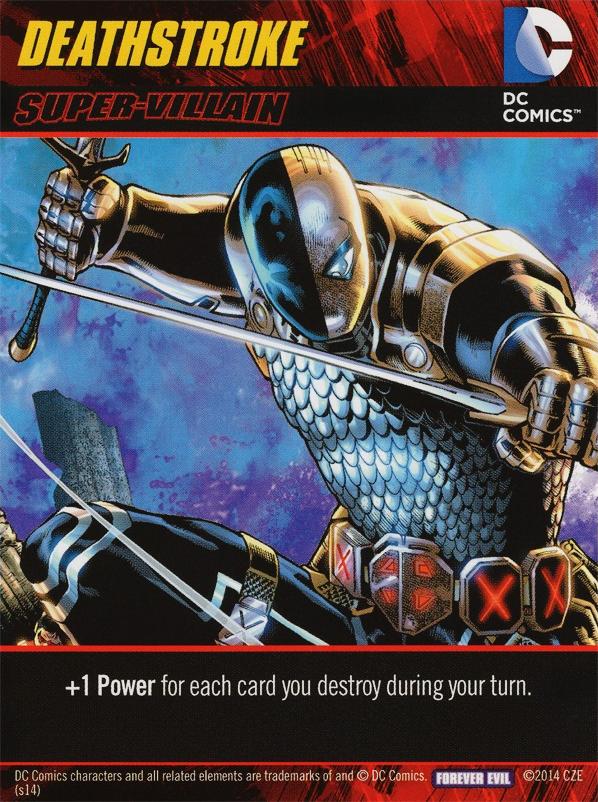 DEATHSTROKE
SUPER-VILLAIN
DC
COMICS™
+1 Power for each card you destroy during your turn.
DC Comics characters and all related elements are trademarks of and © DC Comics. FOREVER EVIL ©2014 CZE
(s14)